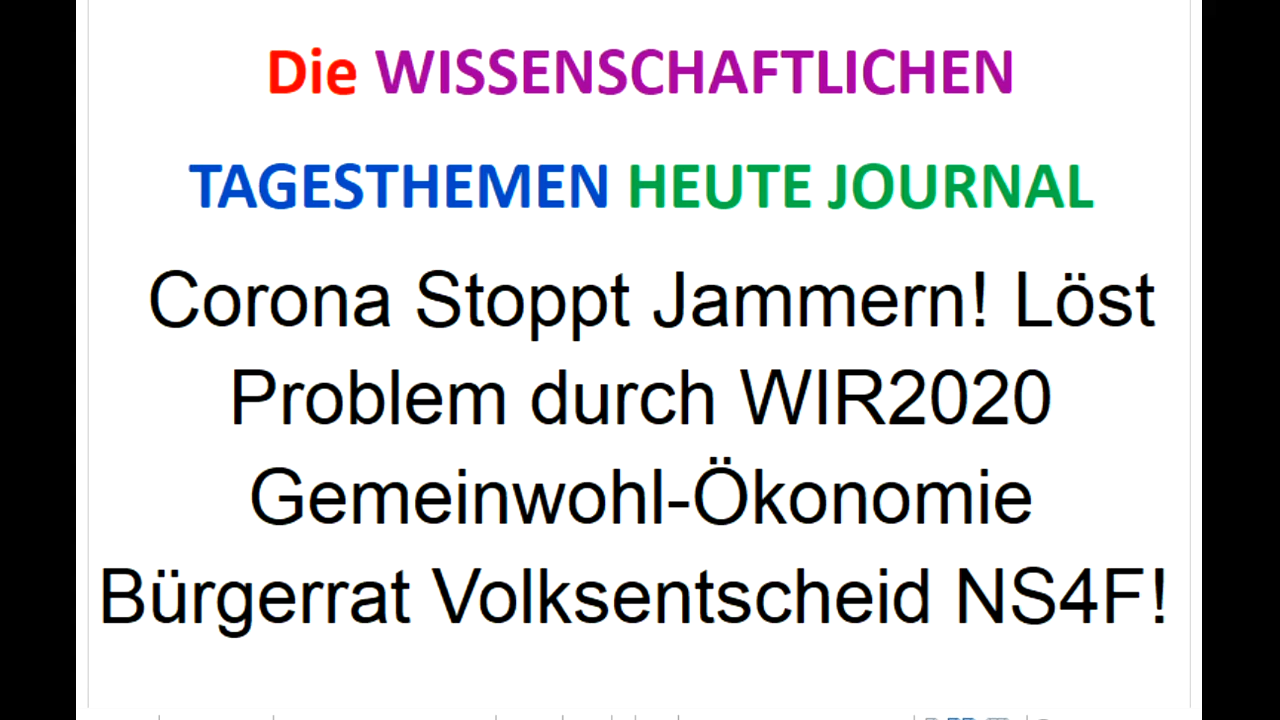 Die WISSENSCHAFTLICHEN
TAGESTHEMEN HEUTE JOURNAL
Corona Stoppt Jammern! Löst
Problem durch WIR2020
Gemeinwohl-Ökonomie
Bürgerrat Volksentscheid NS4F!